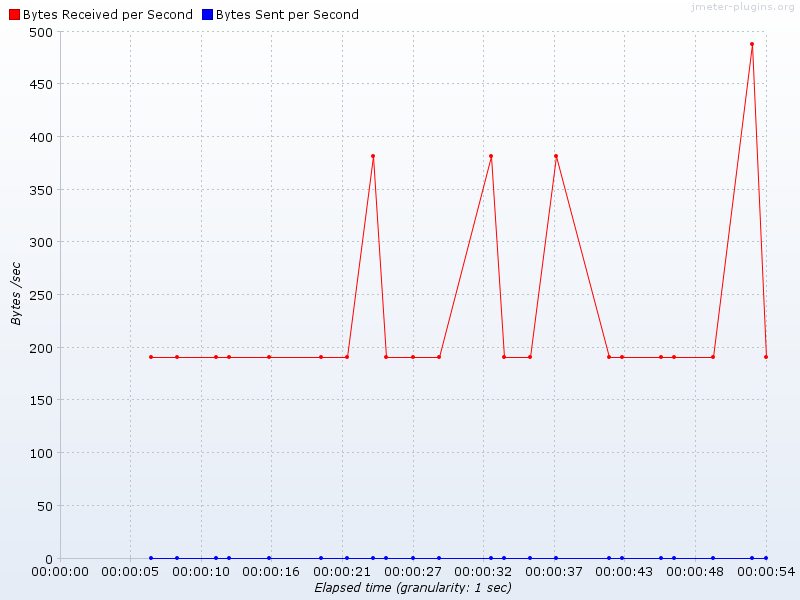 jmeter-plugins.org
Bytes Received per Second Bytes Sent per Second
500
450
400
350
300
250
200
150
100
50
0
Bytes /sec
00:00:00 00:00:05 00:00:10 00:00:16 00:00:21 00:00:27 00:00:32 00:00:37 00:00:43 00:00:48 00:00:54
Elapsed time (granularity: 1 sec)